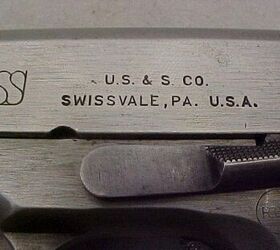 U.S. & S. CO.
SWISSVALE, PA. U.S.A.